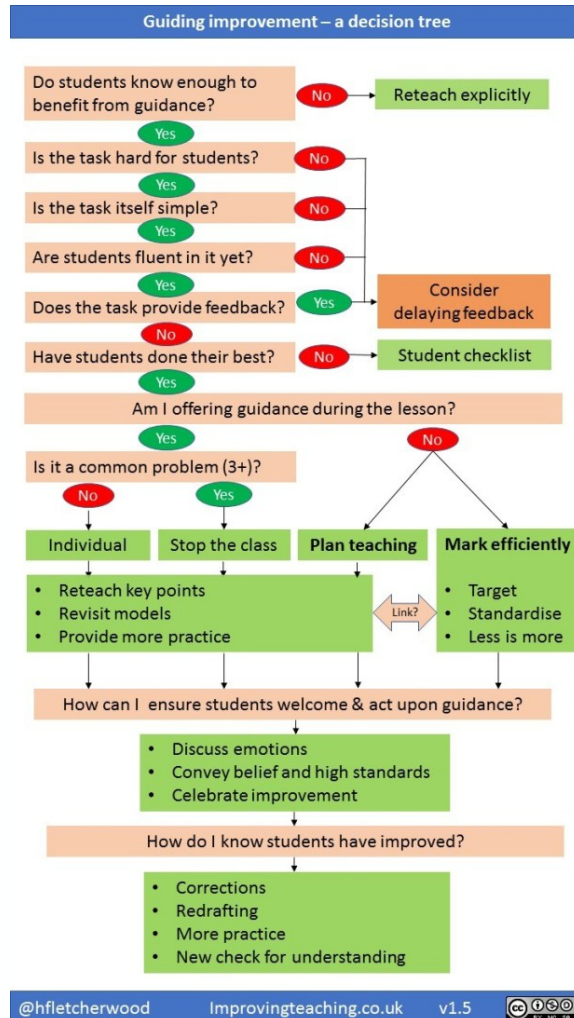 Guiding improvement – a decision tree
Do students know enough to
benefit from guidance?
No
Reteach explicitly
Yes
Is the task hard for students?
No
Yes
Is the task itself simple?
No
Yes
Are students fluent in it yet?
No
Yes
Does the task provide feedback?
Yes
Consider
delaying feedback
No
Have students done their best?
No
Student checklist
Yes
Am I offering guidance during the lesson?
Yes
No
Is it a common problem (3+)?
No
Yes
Individual
Stop the class
Plan teaching
Mark efficiently
• Reteach key points
• Revisit models
• Provide more practice
Link?
• Target
• Standardise
• Less is more
How can I ensure students welcome & act upon guidance?
• Discuss emotions
• Convey belief and high standards
• Celebrate improvement
How do I know students have improved?
• Corrections
• Redrafting
• More practice
• New check for understanding
@hfletcherwood Improvingteaching.co.uk v1.5